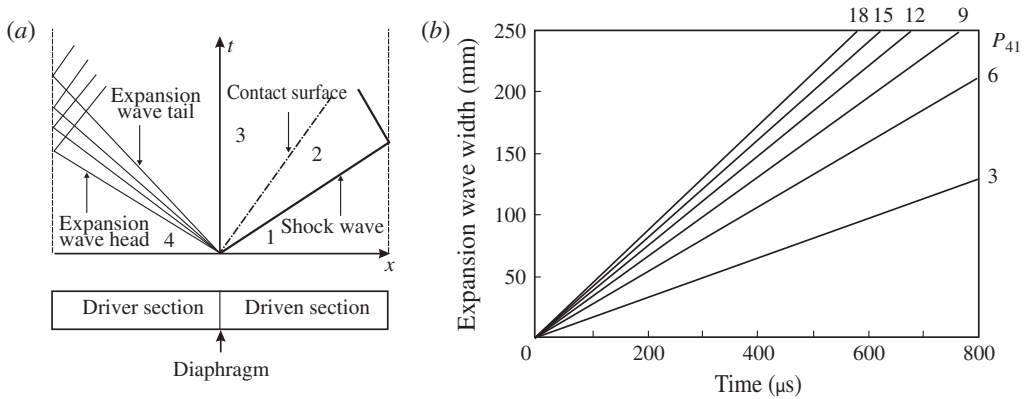 (a)
t
Expansion
wave tail
Contact surface
3
2
Expansion
wave head
4
1
Shock wave
x
Driver section
Driven section
Diaphragm
(b)
18 15 12 9
P41
6
3
250
200
150
100
50
0
200
400
600
800
Expansion wave width (mm)
Time (μs)